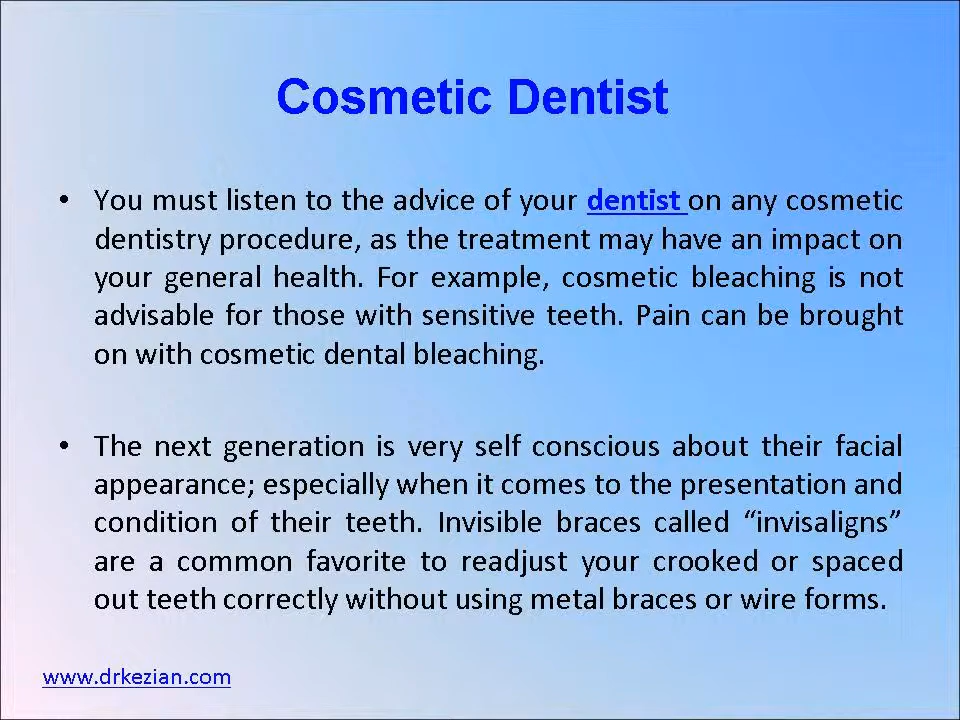 Cosmetic Dentist
• You must listen to the advice of your dentist on any cosmetic
dentistry procedure, as the treatment may have an impact on
your general health. For example, cosmetic bleaching is not
advisable for those with sensitive teeth. Pain can be brought
on with cosmetic dental bleaching.
• The next generation is very self conscious about their facial
appearance; especially when it comes to the presentation and
condition of their teeth. Invisible braces called “invisaligns”
are a common favorite to readjust your crooked or spaced
out teeth correctly without using metal braces or wire forms.
www.drkezian.com